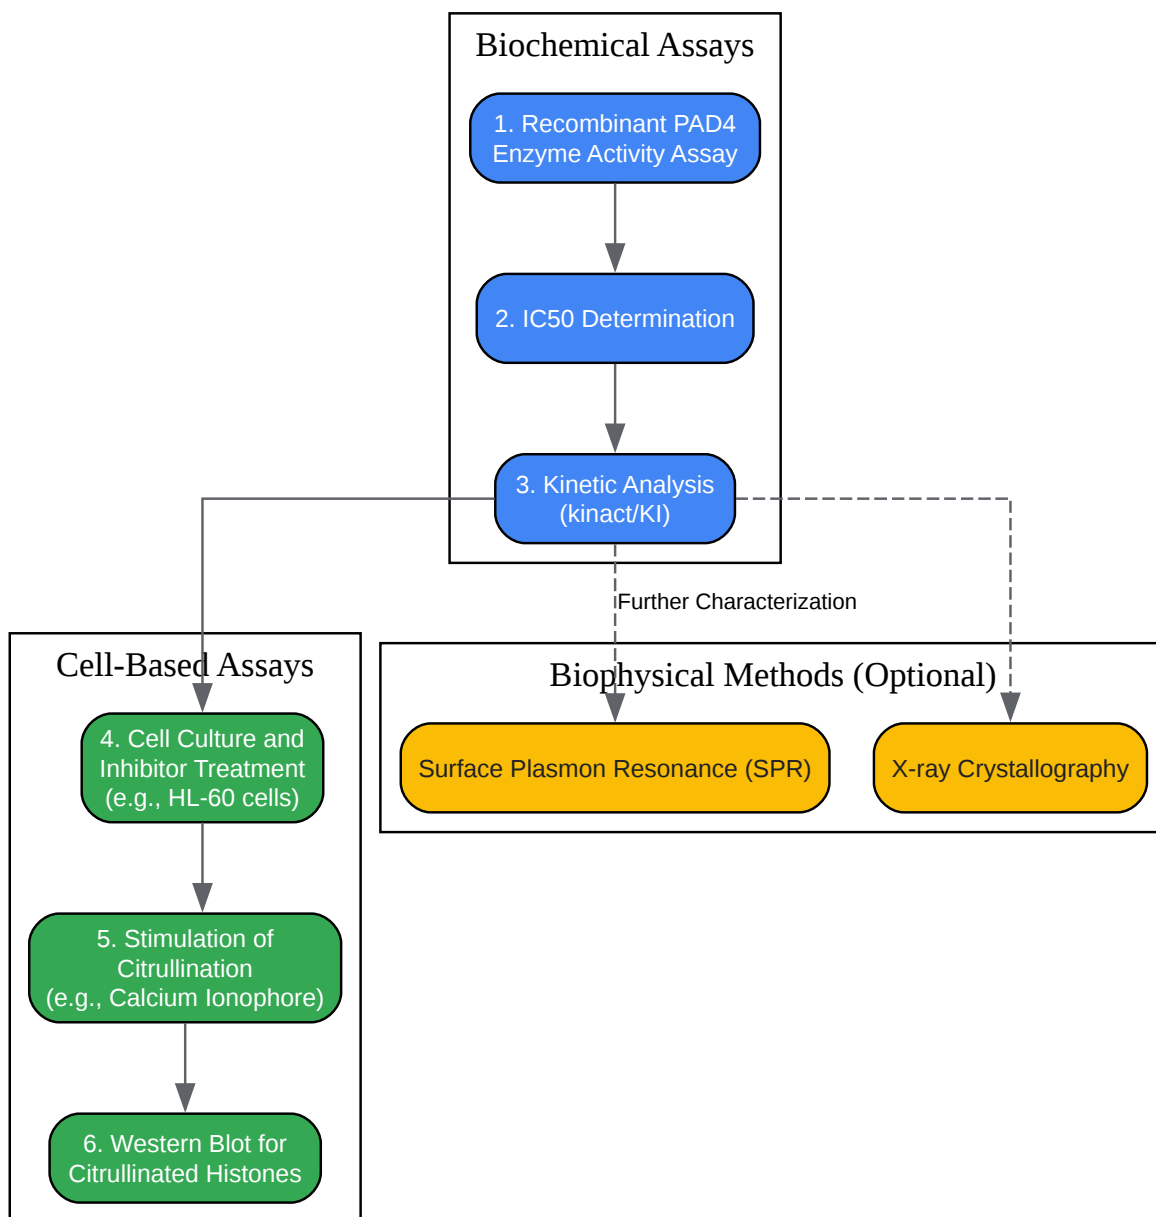 Biochemical Assays
1. Recombinant PAD4
Enzyme Activity Assay
2. IC50 Determination
3. Kinetic Analysis
(kinact/KI)
Further Characterization
Cell-Based Assays
4. Cell Culture and
Inhibitor Treatment
(e.g., HL-60 cells)
5. Stimulation of
Citrullination
(e.g., Calcium Ionophore)
6. Western Blot for
Citrullinated Histones
Biophysical Methods (Optional)
Surface Plasmon Resonance (SPR)
X-ray Crystallography